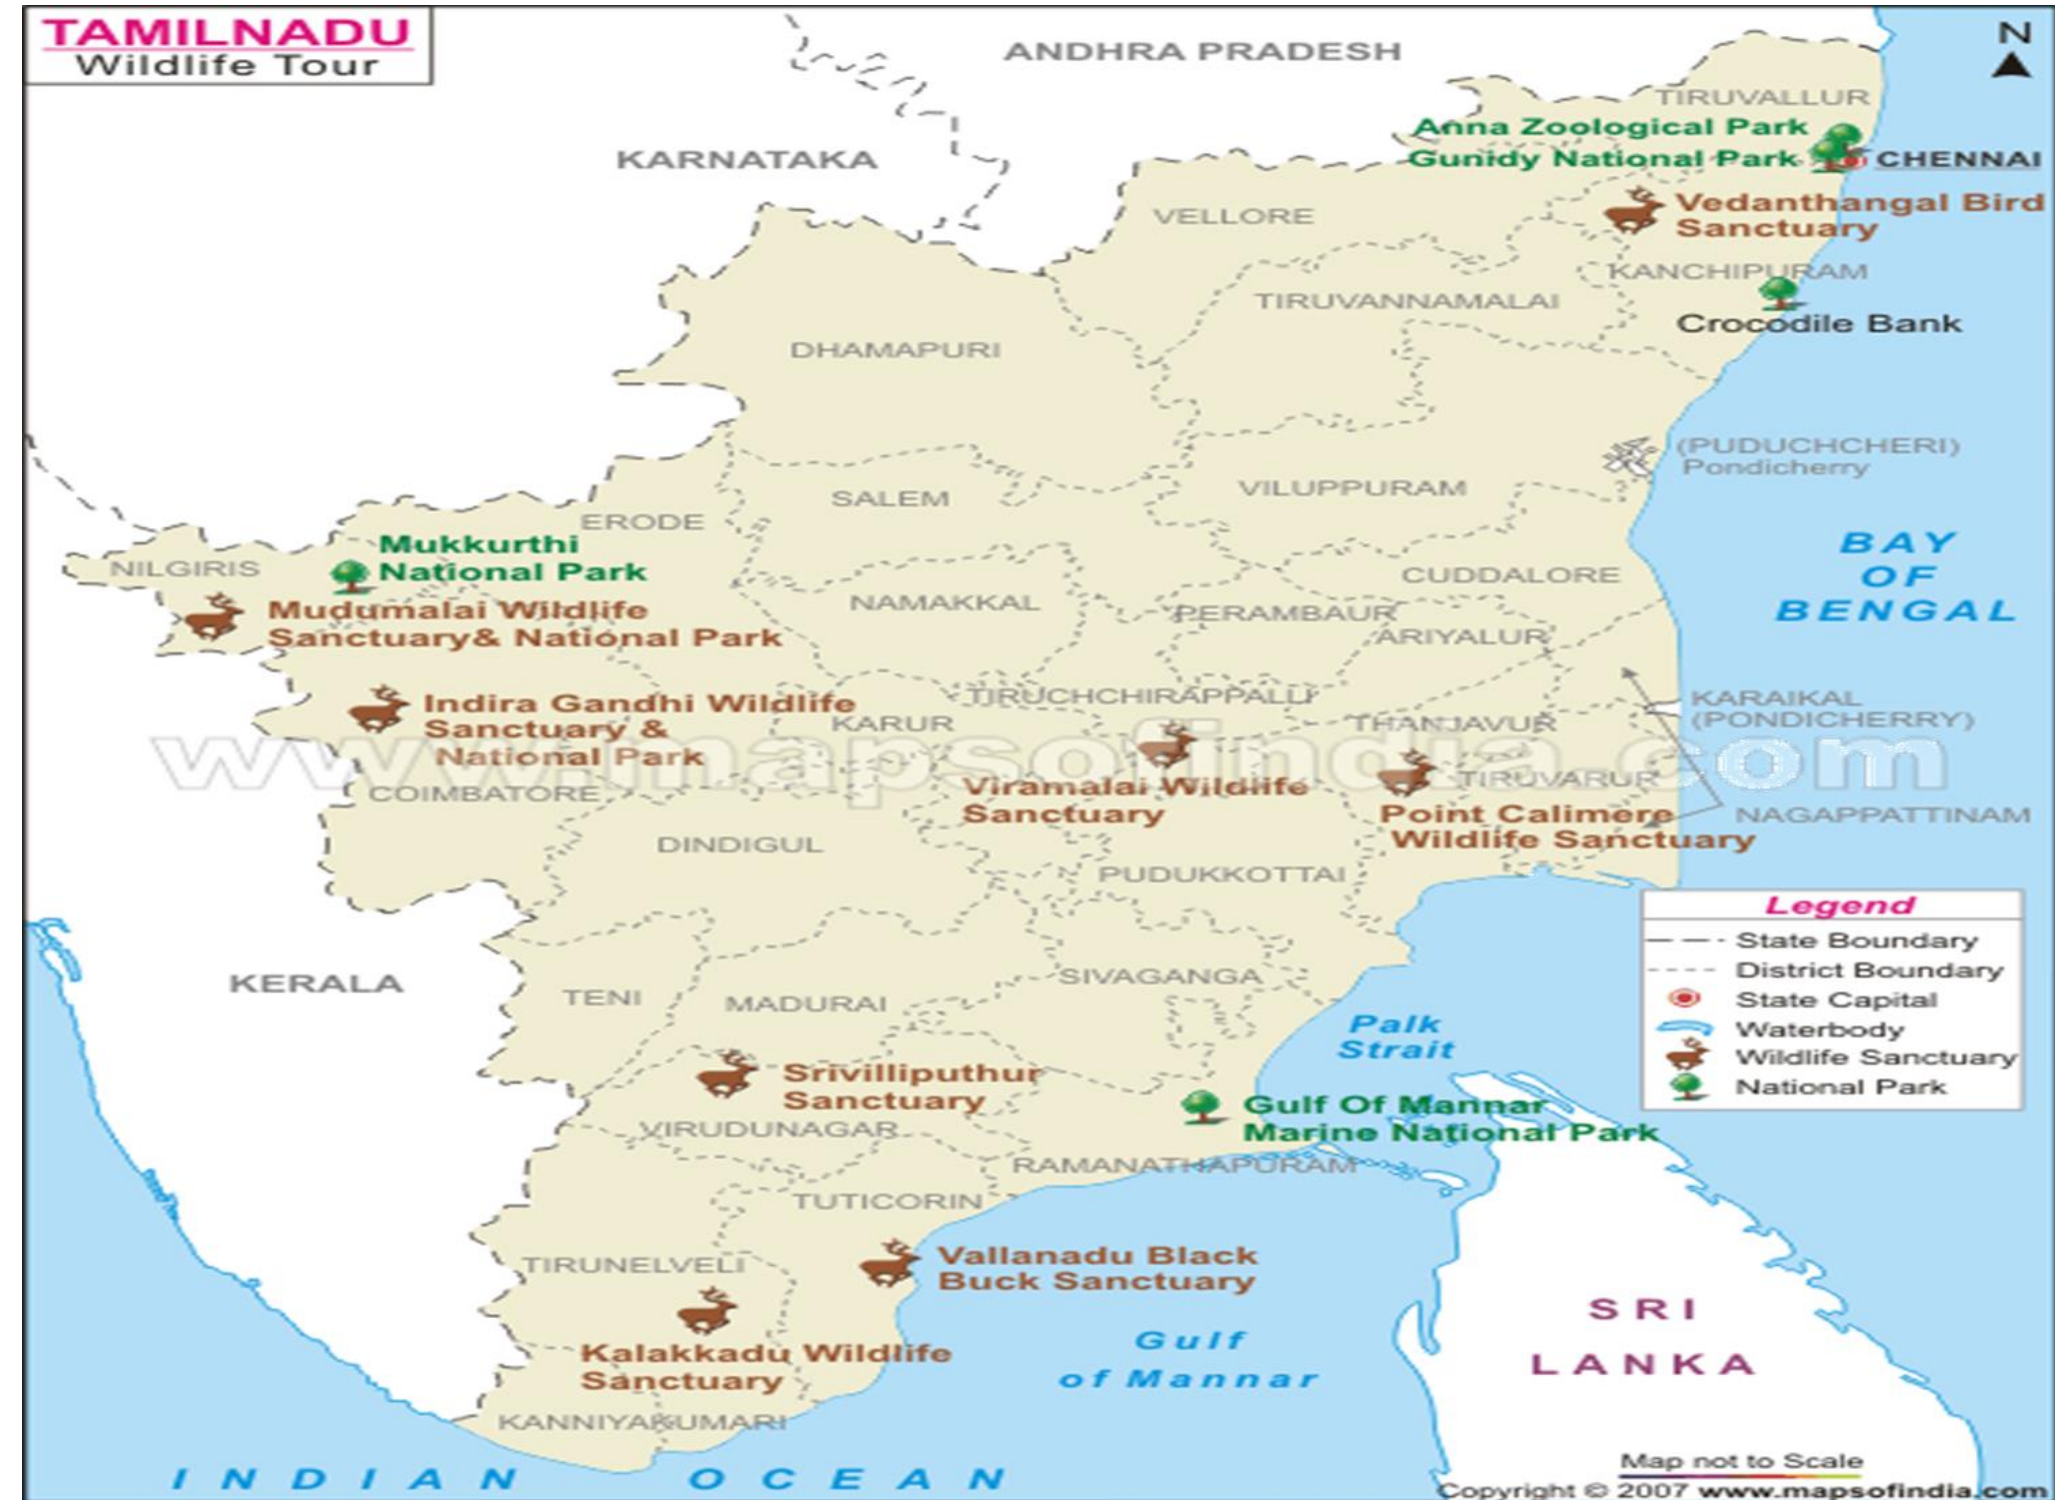 TAMILNADU
Wildlife Tour
N
ANDHRA PRADESH
KARNATAKA
TIRUVALLUR
Anna Zoological Park
Gunidy National Park
CHENNAI
VELLORE
Vedanthangal Bird
Sanctuary
KANCHIPURAM
TIRUVANNAMALAI
Crocodile Bank
DHAMAPURI
(PUDUCHCHERI)
Pondicherry
SALEM
VILUPPURAM
ERODE
Mukkurthi
National Park
NILGIRIS
BAY
OF
BENGAL
CUDDALORE
NAMAKKAL
PERAMBAUR
ARIYALUR
Mudumalai Wildlife
Sanctuary& National Park
TIRUCHCHIRAPPALLI
KARAIKAL
(PONDICHERRY)
Indira Gandhi Wildlife
Sanctuary &
National Park
KARUR
THANJAVUR
www.mapsofindia.com
COIMBATORE
Viramalai Wildlife
Sanctuary
TIRUVARUR
Point Calimere
Wildlife Sanctuary
NAGAPPATTINAM
DINDIGUL
PUDUKKOTTAI
Legend
State Boundary
District Boundary
State Capital
Waterbody
Wildlife Sanctuary
National Park
KERALA
TENI
MADURAI
SIVAGANGA
Palk
Strait
Srivilliputhur
Sanctuary
Gulf Of Mannar
Marine National Park
VIRUDUNAGAR
RAMANATHAPURAM
TUTICORIN
TIRUNELVELI
Vallanadu Black
Buck Sanctuary
Kalakkadu Wildlife
Sanctuary
Gulf
of Mannar
SRI
LANKA
KANNIYAKUMARI
INDIAN OCEAN
Map not to Scale
Copyright © 2007 www.mapsofindia.com